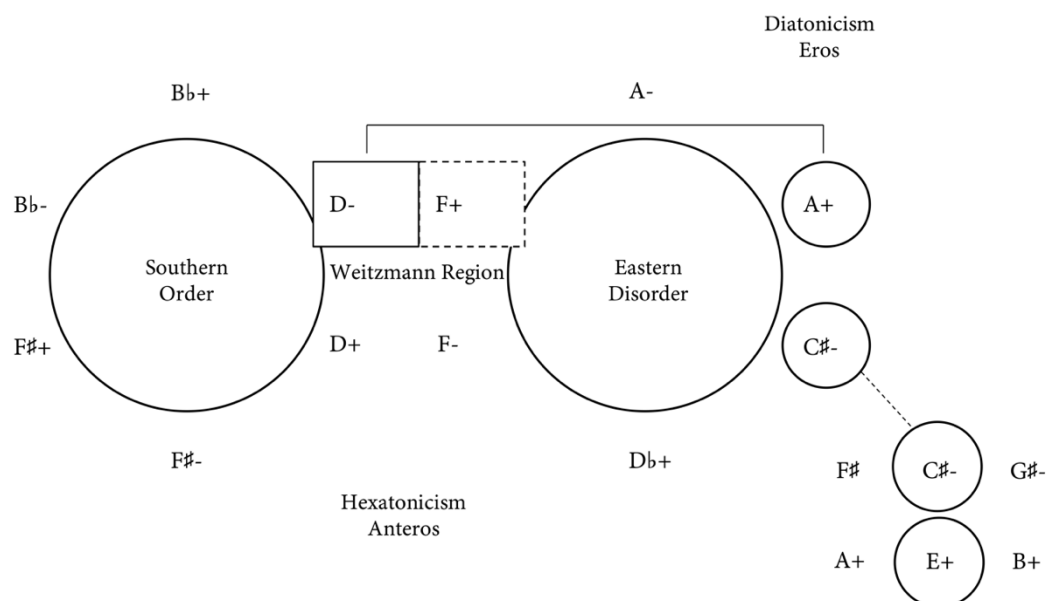 Diatonicism
Eros
B♭+
A-
B♭-
D-
F+
A+
Southern
Order
Weitzmann Region
Eastern
Disorder
F♯+
D+
F-
C♯-
F♯-
D♭+
F♯
C♯-
G♯-
Hexatonicism
Anteros
A+
E+
B+